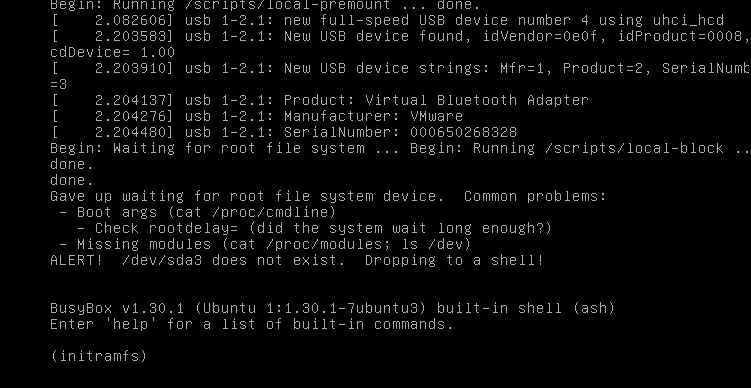 Begin: Running /scripts/local-premount ... done.
[    2.082606] usb 1-2.1: new full-speed USB device number 4 using uhci_hcd
[    2.203583] usb 1-2.1: New USB device found, idVendor=0e0f, idProduct=0008,
cdDevice= 1.00
[    2.203910] usb 1-2.1: New USB device strings: Mfr=1, Product=2, SerialNumb
=3
[    2.204137] usb 1-2.1: Product: Virtual Bluetooth Adapter
[    2.204276] usb 1-2.1: Manufacturer: VMware
[    2.204480] usb 1-2.1: SerialNumber: 000650268328
Begin: Waiting for root file system ... Begin: Running /scripts/local-block ..
done.
done.
Gave up waiting for root file system device.  Common problems:
 - Boot args (cat /proc/cmdline)
   - Check rootdelay= (did the system wait long enough?)
 - Missing modules (cat /proc/modules; ls /dev)
ALERT!  /dev/sda3 does not exist.  Dropping to a shell!
BusyBox v1.30.1 (Ubuntu 1:1.30.1-7ubuntu3) built-in shell (ash)
Enter 'help' for a list of built-in commands.
(initramfs)